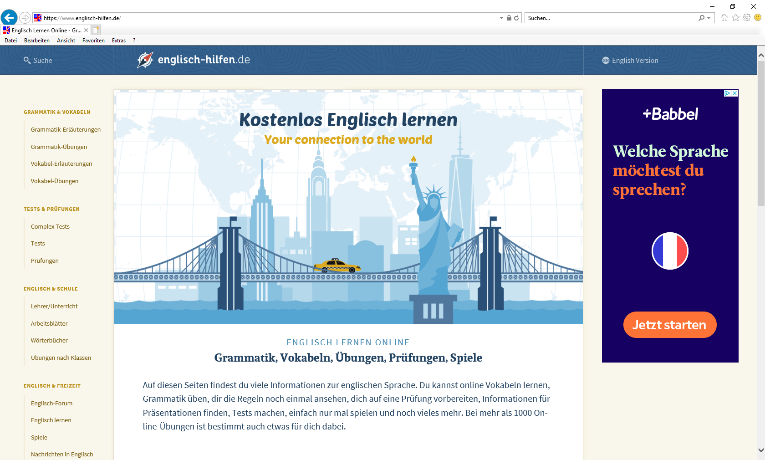 https://www.englisch-hilfen.de/
Suchen...
Englisch Lernen Online - Gr...
Datei Bearbeiten Ansicht Favoriten Extras ?
Suche
englisch-hilfen.de
English Version
GRAMMATIK & VOKABELN
Grammatik-Erläuterungen
Grammatik-Übungen
Vokabel-Erläuterungen
Vokabel-Übungen
TESTS & PRÜFUNGEN
Complex Tests
Tests
Prüfungen
ENGLISCH & SCHULE
Lehrer/Unterricht
Arbeitsblätter
Wörterbücher
Übungen nach Klassen
ENGLISCH & FREIZEIT
Englisch-Forum
Englisch lernen
Spiele
Nachrichten in Englisch
Kostenlos Englisch lernen
Your connection to the world
ENGLISCH LERNEN ONLINE
Grammatik, Vokabeln, Übungen, Prüfungen, Spiele
Auf diesen Seiten findest du viele Informationen zur englischen Sprache. Du kannst online Vokabeln lernen,
Grammatik üben, dir die Regeln noch einmal ansehen, dich auf eine Prüfung vorbereiten, Informationen für
Präsentationen finden, Tests machen, einfach nur mal spielen und noch vieles mehr. Bei mehr als 1000 On-
line-Übungen ist bestimmt auch etwas für dich dabei.
+Babbel
Welche Sprache
möchtest du
sprechen?
Jetzt starten